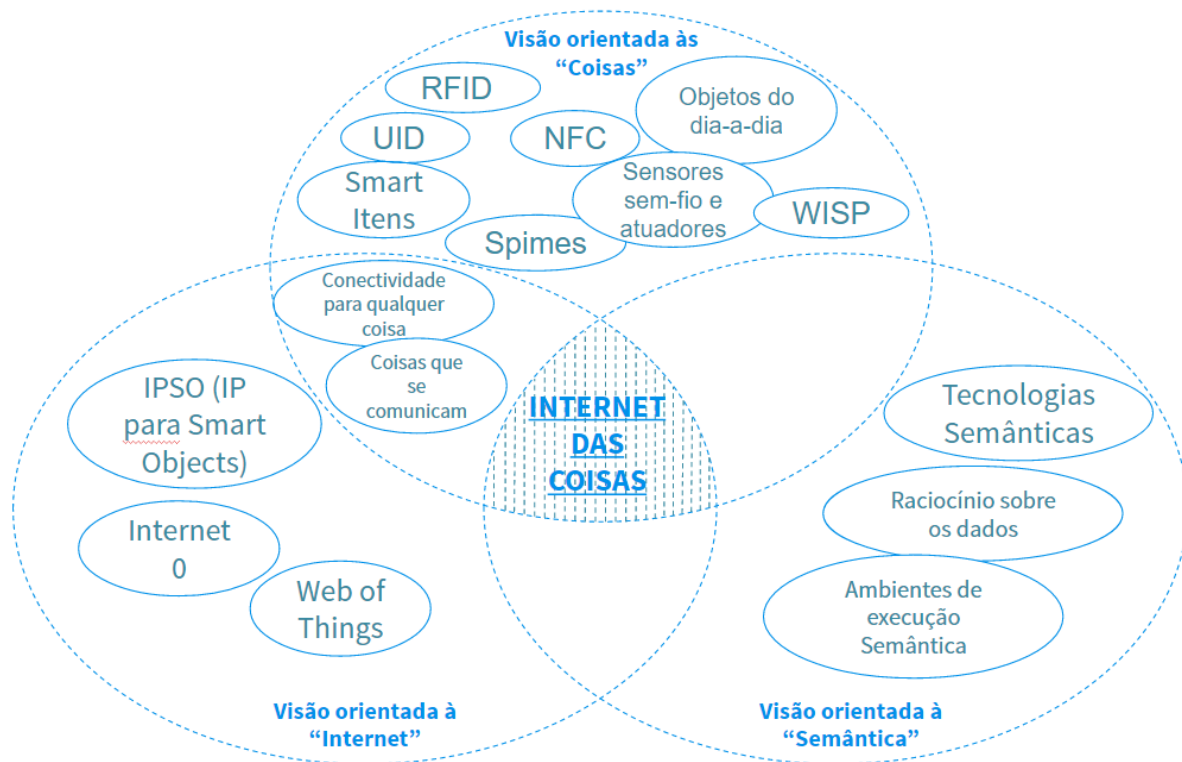 Visão orientada às
“Coisas”
RFID
Objetos do
dia-a-dia
UID
NFC
Smart
Itens
Sensores
sem-fio e
atuadores
WISP
Spimes
Conectividade
para qualquer
coisa
Coisas que
se
comunicam
IPSO (IP
para Smart
Objects)
INTERNET
DAS
COISAS
Tecnologias
Semânticas
Raciocínio sobre
os dados
Internet
0
Web of
Things
Ambientes de
execução
Semântica
Visão orientada à
“Internet”
Visão orientada à
“Semântica”